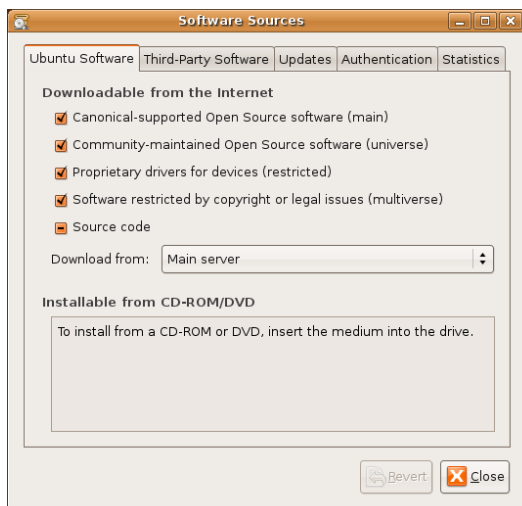 Software Sources
Ubuntu Software Third-Party Software Updates Authentication Statistics
Downloadable from the Internet
Canonical-supported Open Source software (main)
Community-maintained Open Source software (universe)
Proprietary drivers for devices (restricted)
Software restricted by copyright or legal issues (multiverse)
Source code
Download from: Main server
Installable from CD-ROM/DVD
To install from a CD-ROM or DVD, insert the medium into the drive.
Revert Close